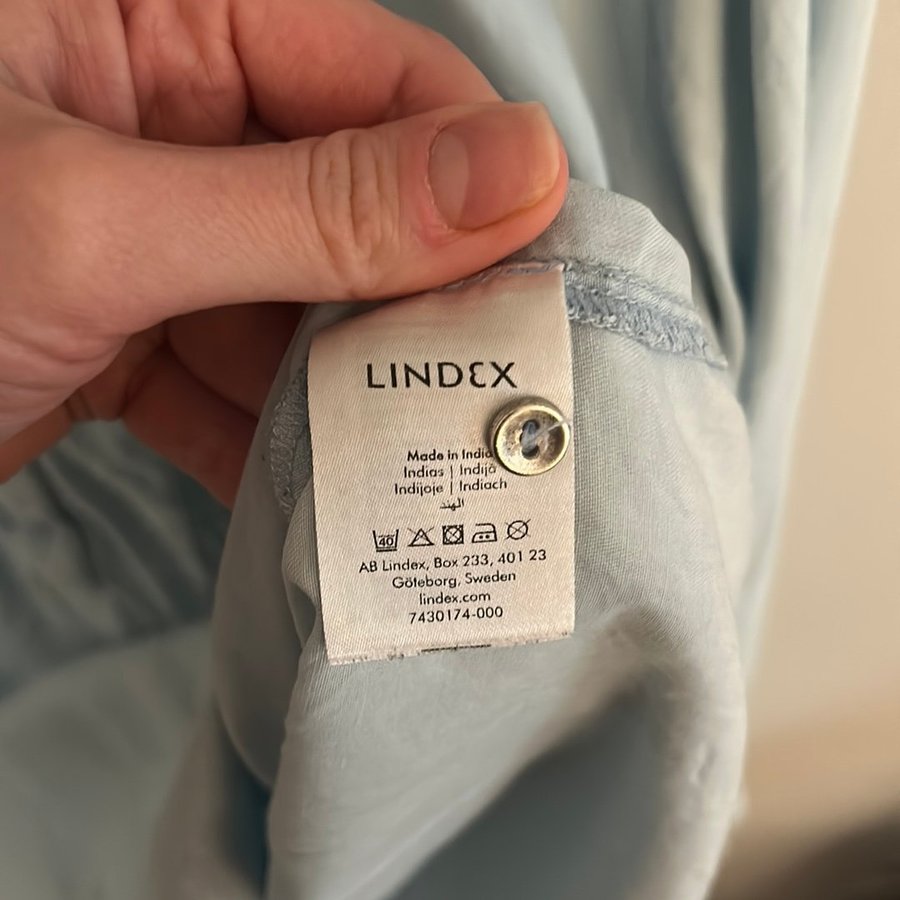 LINDEX
Made in India
Indias | Indijā
Indijoje | Indiach
الهند
40
AB Lindex, Box 233, 401 23
Göteborg, Sweden
lindex.com
7430174-000